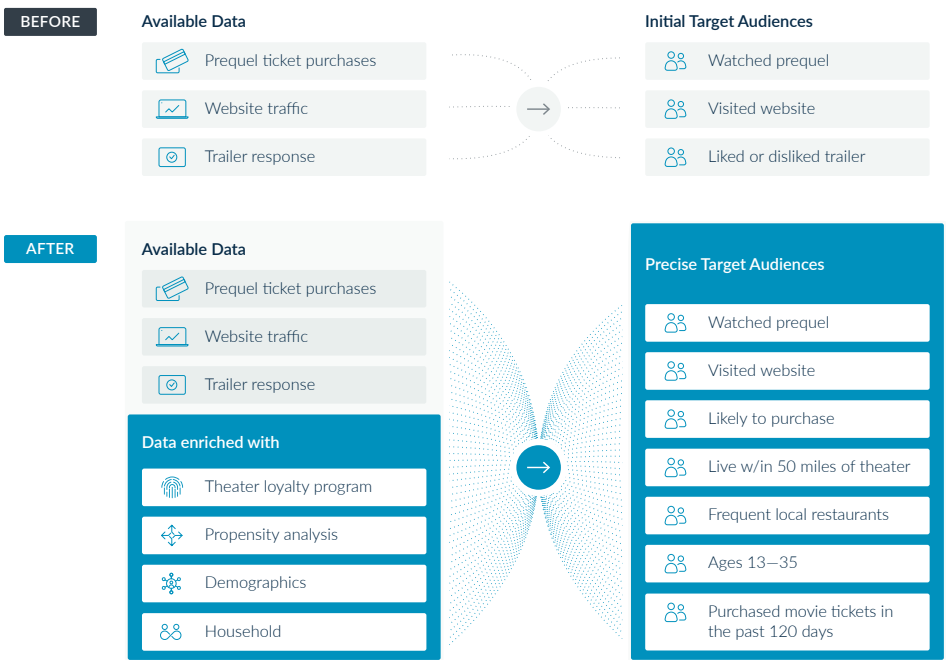 BEFORE
Available Data
Prequel ticket purchases
Website traffic
Trailer response
Initial Target Audiences
Watched prequel
Visited website
Liked or disliked trailer
AFTER
Available Data
Prequel ticket purchases
Website traffic
Trailer response
Data enriched with
Theater loyalty program
Propensity analysis
Demographics
Household
Precise Target Audiences
Watched prequel
Visited website
Likely to purchase
Live w/in 50 miles of theater
Frequent local restaurants
Ages 13—35
Purchased movie tickets in
the past 120 days